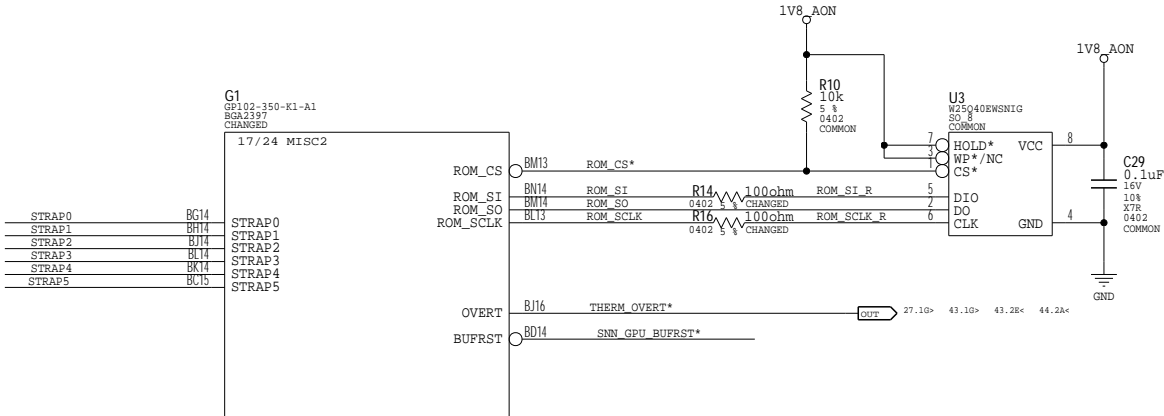 1V8_AON
1V8_AON
R10
10k
5 %
0402
COMMON
G1
GP102-350-K1-A1
BGA2397
CHANGED
17/24 MISC2
U3
W25Q40EWSNIG
SO_8
COMMON
7 HOLD* VCC 8
3 WP*/NC
ROM_CS BM13 ROM_CS* 1 CS*
C29
0.1uF
16V
10%
X7R
0402
COMMON
ROM_SI BN14 ROM_SI R14 100ohm ROM_SI_R 5 DIO
0402 5 % CHANGED
ROM_SO BM14 ROM_SO 2 DO
ROM_SCLK BL13 ROM_SCLK R16 100ohm ROM_SCLK_R 6 CLK GND 4
0402 5 % CHANGED
STRAP0 BG14 STRAP0
STRAP1 BH14 STRAP1
STRAP2 BJ14 STRAP2
STRAP3 BL14 STRAP3
STRAP4 BK14 STRAP4
STRAP5 BC15 STRAP5
GND
OVERT BJ16 THERM_OVERT* OUT 27.1G> 43.1G> 43.2E< 44.2A<
BUFRST BD14 SNN_GPU_BUFRST*